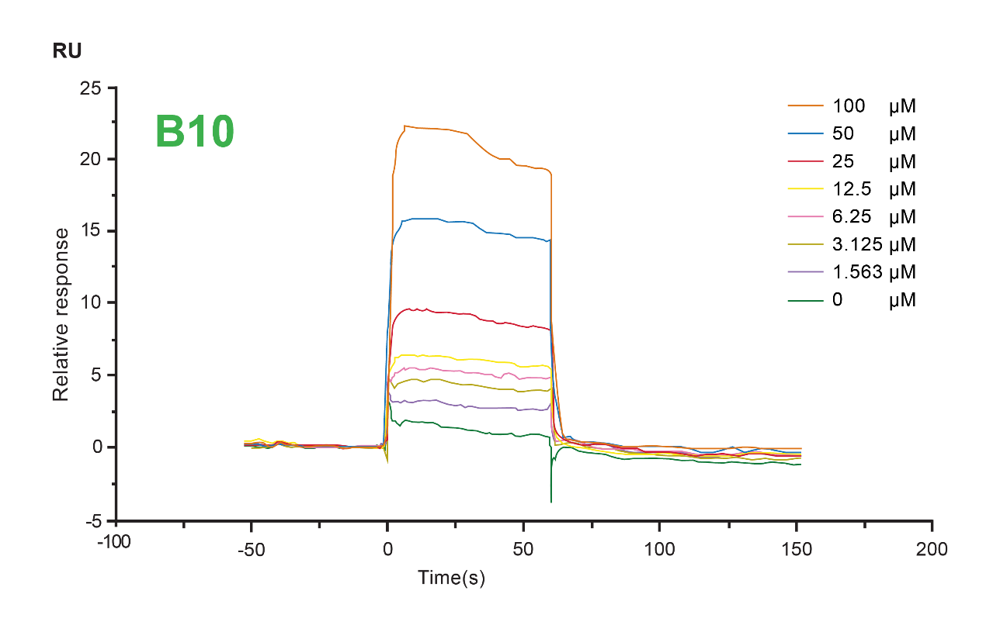 RU
25
B10
20
15
10
5
0
-5
Relative response
-100
-50
0
50
100
150
200
Time(s)
100 µM
50 µM
25 µM
12.5 µM
6.25 µM
3.125 µM
1.563 µM
0 µM